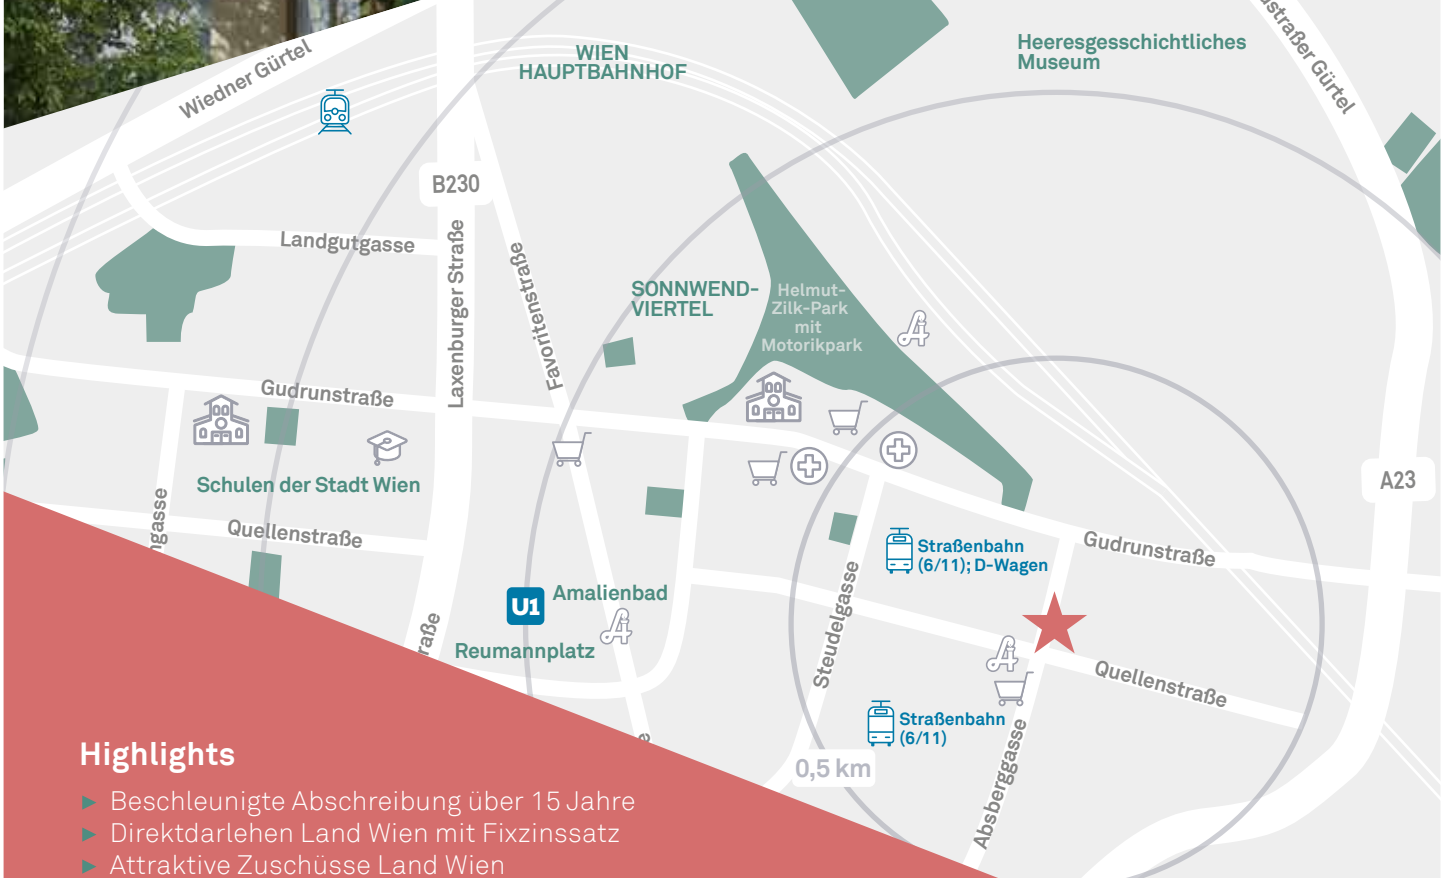 Wiedner Gürtel
WIEN
HAUPTBAHNHOF
Heeresgesschichtliches
Museum
straßer Gürtel
B230
Landgutgasse
Laxenburger Straße
Favoritenstraße
SONNWEND-
VIERTEL
Helmut-
Zilk-Park
mit
Motorikpark
Gudrunstraße
Schulen der Stadt Wien
A23
ngasse
Quellenstraße
Straßenbahn
(6/11); D-Wagen
Gudrunstraße
U1
Amalienbad
Reumannplatz
raße
Steudelgasse
Quellenstraße
Straßenbahn
(6/11)
0,5 km
Absberggasse
Highlights
► Beschleunigte Abschreibung über 15 Jahre
► Direktdarlehen Land Wien mit Fixzinssatz
► Attraktive Zuschüsse Land Wien